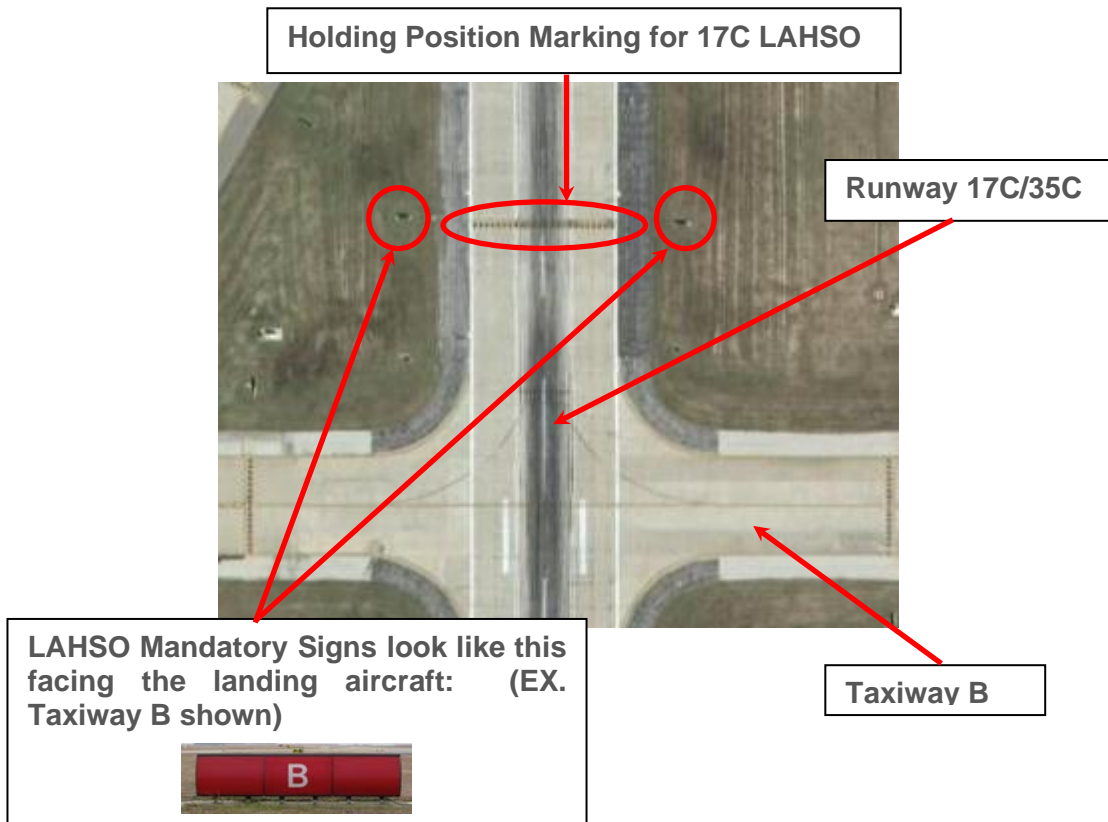 Holding Position Marking for 17C LAHSO
Runway 17C/35C
LAHSO Mandatory Signs look like this
facing the landing aircraft: (EX.
Taxiway B shown)
B
Taxiway B